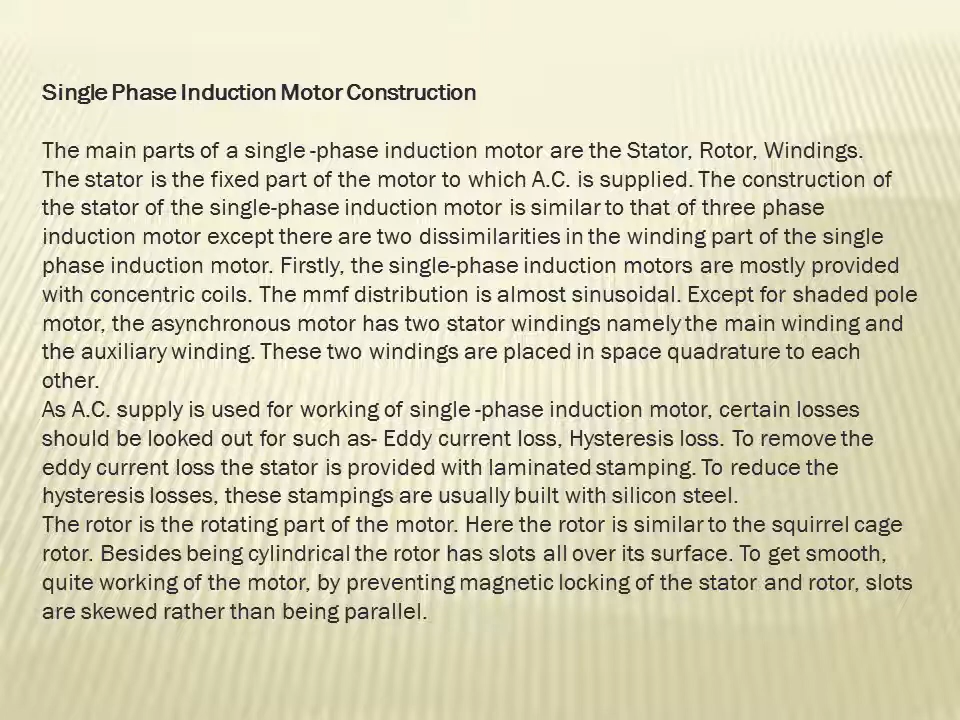 Single Phase Induction Motor Construction
The main parts of a single -phase induction motor are the Stator, Rotor, Windings.
The stator is the fixed part of the motor to which A.C. is supplied. The construction of
the stator of the single-phase induction motor is similar to that of three phase
induction motor except there are two dissimilarities in the winding part of the single
phase induction motor. Firstly, the single-phase induction motors are mostly provided
with concentric coils. The mmf distribution is almost sinusoidal. Except for shaded pole
motor, the asynchronous motor has two stator windings namely the main winding and
the auxiliary winding. These two windings are placed in space quadrature to each
other.
As A.C. supply is used for working of single -phase induction motor, certain losses
should be looked out for such as- Eddy current loss, Hysteresis loss. To remove the
eddy current loss the stator is provided with laminated stamping. To reduce the
hysteresis losses, these stampings are usually built with silicon steel.
The rotor is the rotating part of the motor. Here the rotor is similar to the squirrel cage
rotor. Besides being cylindrical the rotor has slots all over its surface. To get smooth,
quite working of the motor, by preventing magnetic locking of the stator and rotor, slots
are skewed rather than being parallel.